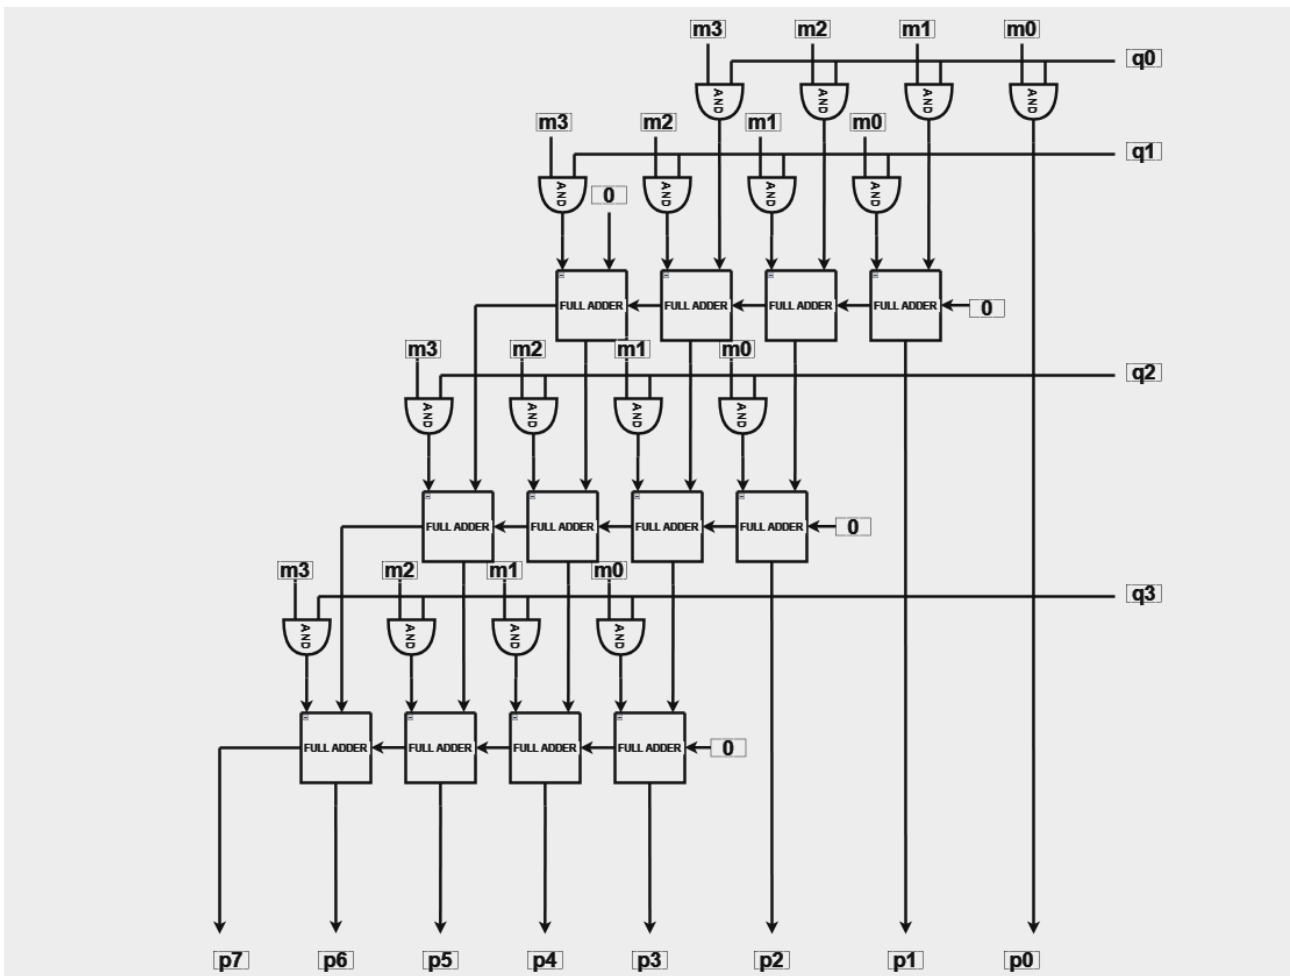 m3 m2 m1 m0
q0
AND AND AND AND
m3 m2 m1 m0
q1
AND AND AND AND
0
FULL ADDER FULL ADDER FULL ADDER FULL ADDER
0
m3 m2 m1 m0
q2
AND AND AND AND
FULL ADDER FULL ADDER FULL ADDER FULL ADDER
0
m3 m2 m1 m0
q3
AND AND AND AND
FULL ADDER FULL ADDER FULL ADDER FULL ADDER
0
p7 p6 p5 p4 p3 p2 p1 p0